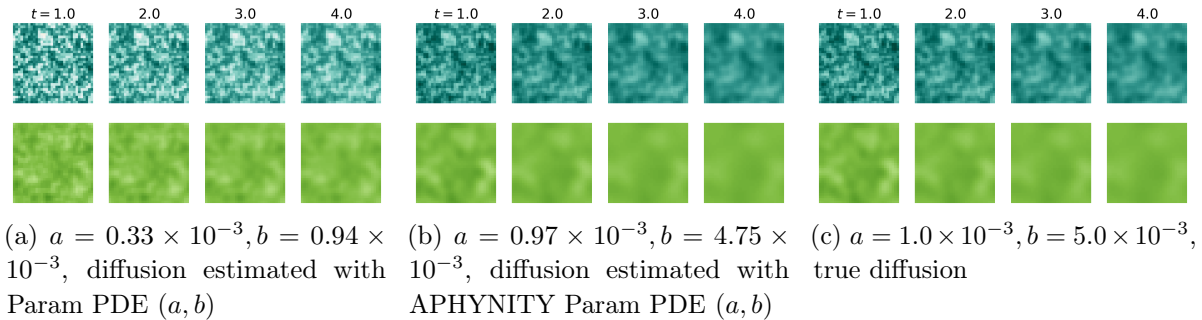 t = 1.0 2.0 3.0 4.0 t = 1.0 2.0 3.0 4.0 t = 1.0 2.0 3.0 4.0
(a) a = 0.33 × 10⁻³, b = 0.94 ×
10⁻³, diffusion estimated with
Param PDE (a, b)
(b) a = 0.97 × 10⁻³, b = 4.75 ×
10⁻³, diffusion estimated with
APHYNITY Param PDE (a, b)
(c) a = 1.0 × 10⁻³, b = 5.0 × 10⁻³,
true diffusion